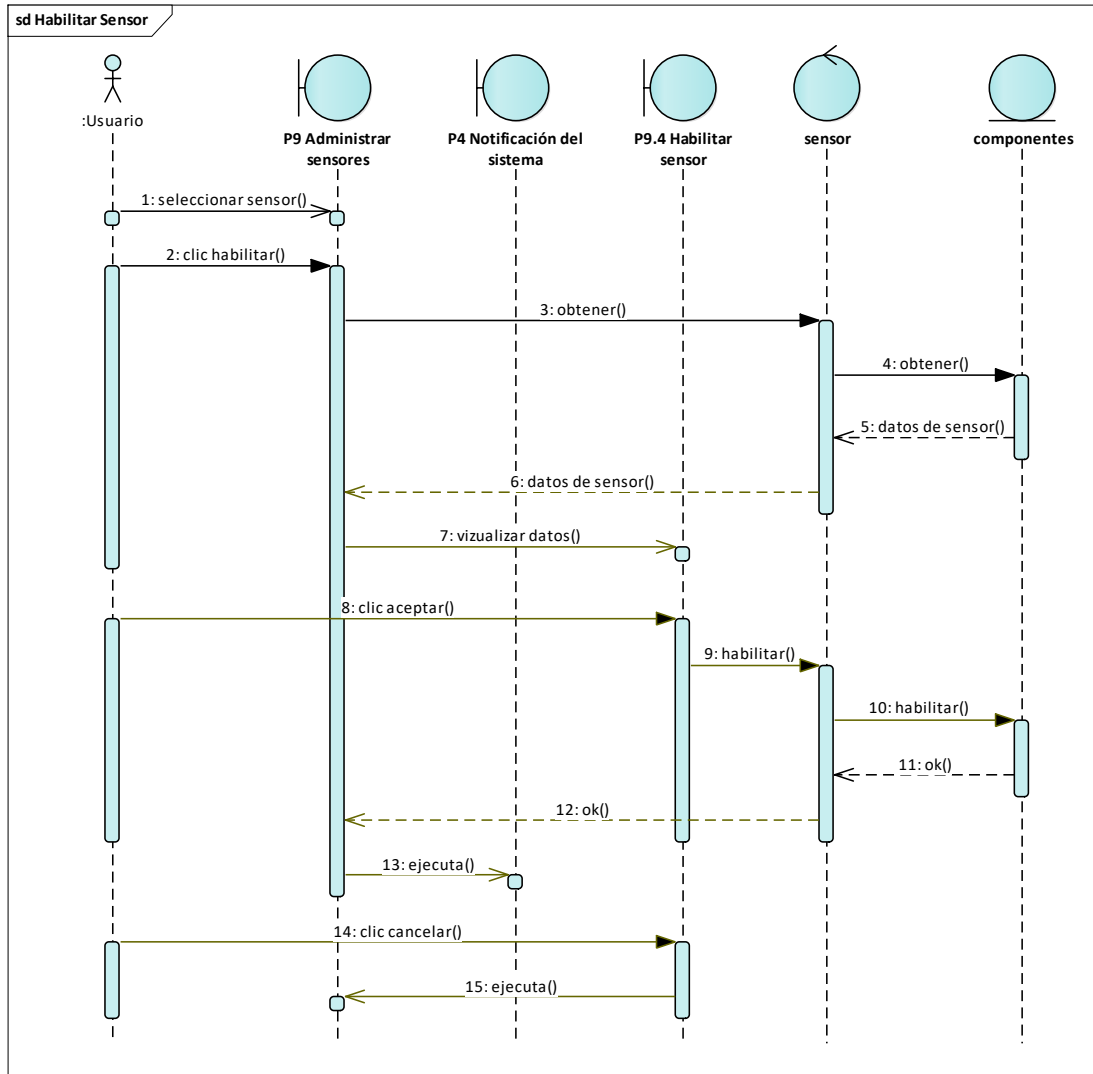 sd Habilitar Sensor
:Usuario
P9 Administrar
sensores
P4 Notificación del
sistema
P9.4 Habilitar
sensor
sensor
componentes
1: seleccionar sensor()
2: clic habilitar()
3: obtener()
4: obtener()
5: datos de sensor()
6: datos de sensor()
7: vizualizar datos()
8: clic aceptar()
9: habilitar()
10: habilitar()
11: ok()
12: ok()
13: ejecuta()
14: clic cancelar()
15: ejecuta()